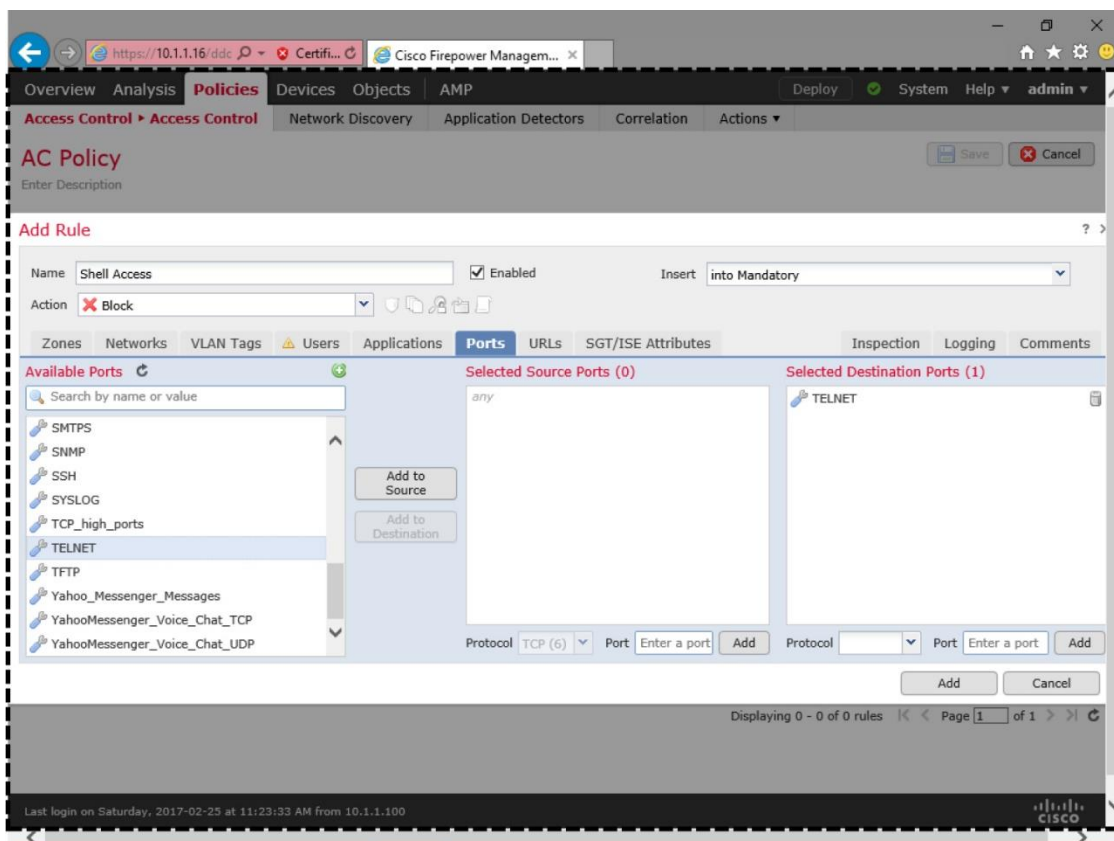 https://10.1.1.16/ddc
Certifi...
Cisco Firepower Managem...
Overview Analysis Policies Devices Objects AMP
Deploy System Help admin
Access Control ▸ Access Control Network Discovery Application Detectors Correlation Actions
AC Policy
Save Cancel
Enter Description
Add Rule
?
Name Shell Access Enabled Insert into Mandatory
Action Block
Zones Networks VLAN Tags Users Applications Ports URLs SGT/ISE Attributes Inspection Logging Comments
Available Ports Selected Source Ports (0) Selected Destination Ports (1)
Search by name or value
any
TELNET
SMTPS
SNMP
SSH
SYSLOG
TCP_high_ports
TELNET
TFTP
Yahoo_Messenger_Messages
YahooMessenger_Voice_Chat_TCP
YahooMessenger_Voice_Chat_UDP
Add to Source
Add to Destination
Protocol TCP (6) Port Enter a port Add
Protocol Port Enter a port Add
Add Cancel
Displaying 0 - 0 of 0 rules Page 1 of 1
Last login on Saturday, 2017-02-25 at 11:23:33 AM from 10.1.1.100
CISCO